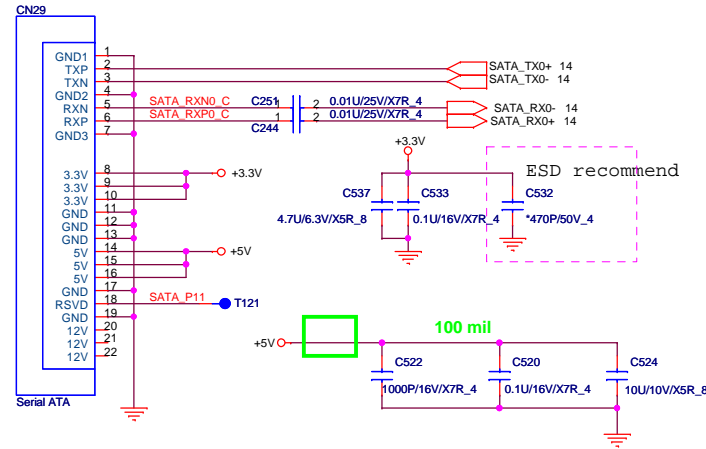 CN29
GND1 1
TXP 2 SATA_TX0+ 14
TXN 3 SATA_TX0- 14
GND2 4
RXN 5 SATA_RXN0_C C251 1 2 0.01U/25V/X7R_4 SATA_RX0- 14
RXP 6 SATA_RXP0_C C244 1 2 0.01U/25V/X7R_4 SATA_RX0+ 14
GND3 7
3.3V 8 +3.3V
3.3V 9
3.3V 10
GND 11
GND 12
GND 13
5V 14 +5V
5V 15
5V 16
GND 17
RSVD 18 SATA_P11 T121
GND 19
12V 20
12V 21
12V 22
Serial ATA
+3.3V
ESD recommend
C537 C533 C532
4.7U/6.3V/X5R_8 0.1U/16V/X7R_4 *470P/50V_4
100 mil
+5V
C522 C520 C524
1000P/16V/X7R_4 0.1U/16V/X7R_4 10U/10V/X5R_8